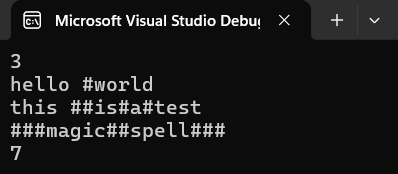 Microsoft Visual Studio Debug
3
hello #world
this ##is#a#test
###magic##spell###
7